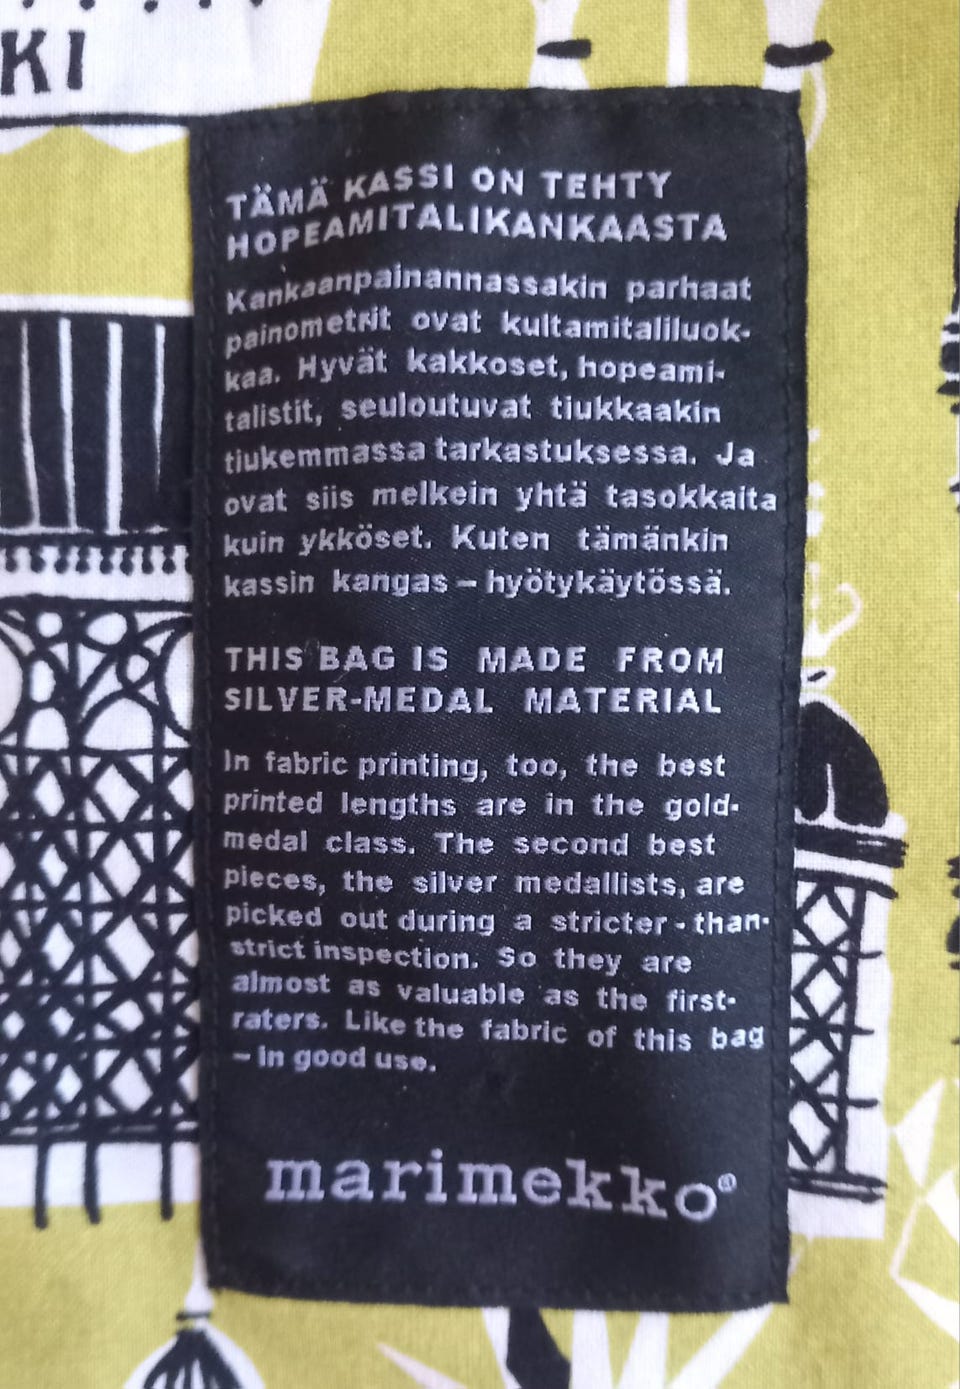 KI
TÄMÄ KASSI ON TEHTY
HOPEAMITALIKANKAASTA
Kankaanpainannassakin parhaat
painometrit ovat kultamitaliluok-
kaa. Hyvät kakkoset, hopeami-
talistit, seuloutuvat tiukkaakin
tiukemmassa tarkastuksessa. Ja
ovat siis melkein yhtä tasokkaita
kuin ykköset. Kuten tämänkin
kassin kangas – hyötykäytössä.
THIS BAG IS MADE FROM
SILVER-MEDAL MATERIAL
In fabric printing, too, the best
printed lengths are in the gold-
medal class. The second best
pieces, the silver medallists, are
picked out during a stricter-than-
strict inspection. So they are
almost as valuable as the first-
raters. Like the fabric of this bag
– in good use.
marimekko®